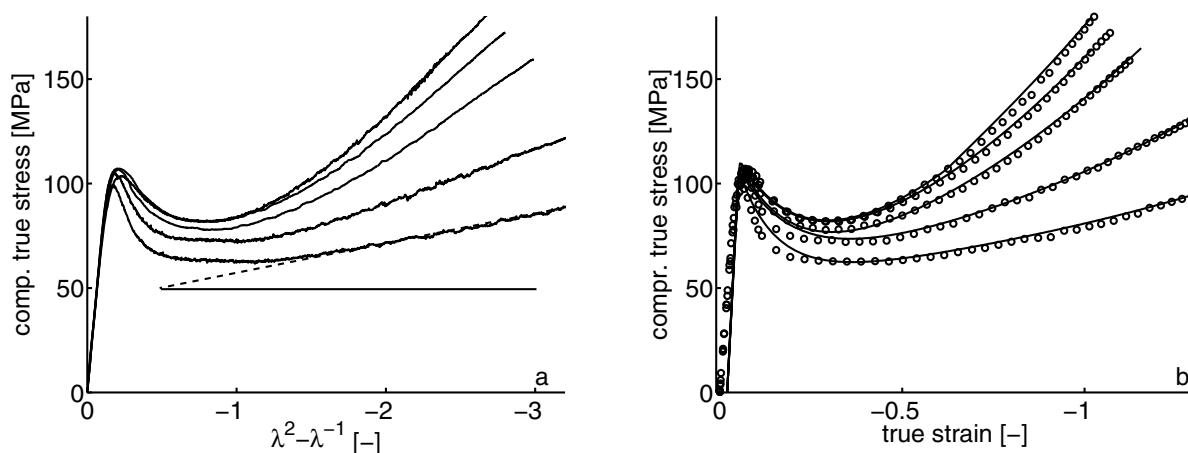 comp. true stress [MPa]
150
100
50
0
0
−1
−2
−3
λ²−λ⁻¹ [−]
a
compr. true stress [MPa]
150
100
50
0
0
−0.5
−1
true strain [−]
b